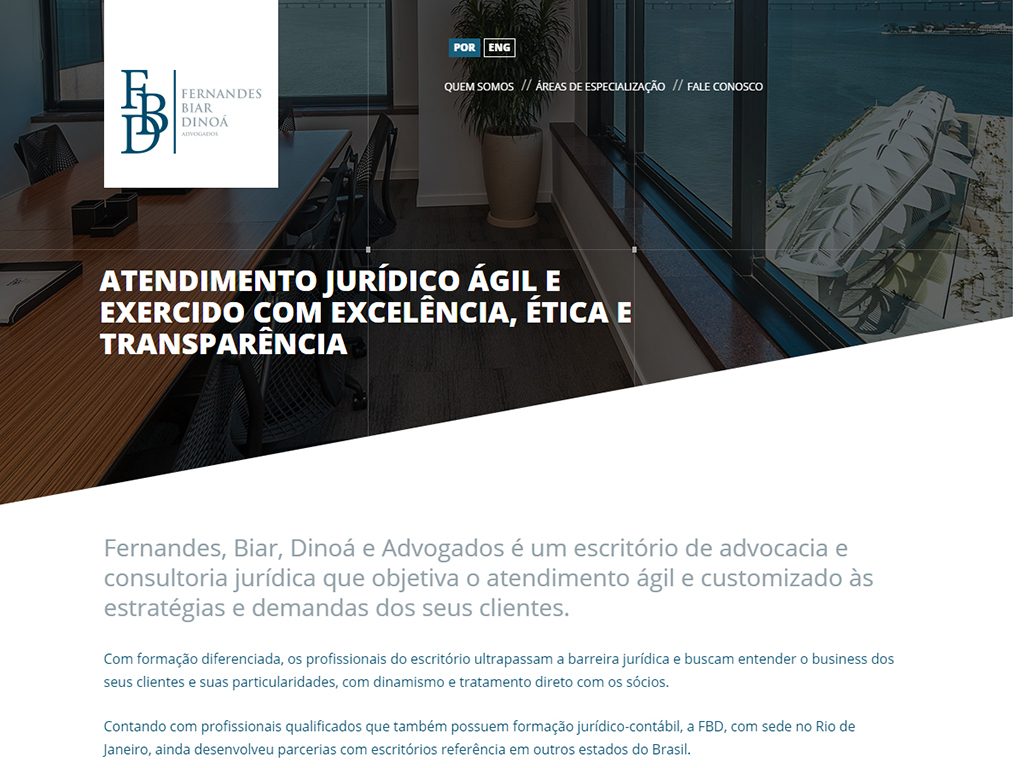 POR ENG
QUEM SOMOS // ÁREAS DE ESPECIALIZAÇÃO // FALE CONOSCO
FBD
FERNANDES
BIAR
DINOÁ
ADVOGADOS
ATENDIMENTO JURÍDICO ÁGIL E
EXERCIDO COM EXCELÊNCIA, ÉTICA E
TRANSPARÊNCIA
Fernandes, Biar, Dinoá e Advogados é um escritório de advocacia e
consultoria jurídica que objetiva o atendimento ágil e customizado às
estratégias e demandas dos seus clientes.
Com formação diferenciada, os profissionais do escritório ultrapassam a barreira jurídica e buscam entender o business dos
seus clientes e suas particularidades, com dinamismo e tratamento direto com os sócios.
Contando com profissionais qualificados que também possuem formação jurídico-contábil, a FBD, com sede no Rio de
Janeiro, ainda desenvolveu parcerias com escritórios referência em outros estados do Brasil.